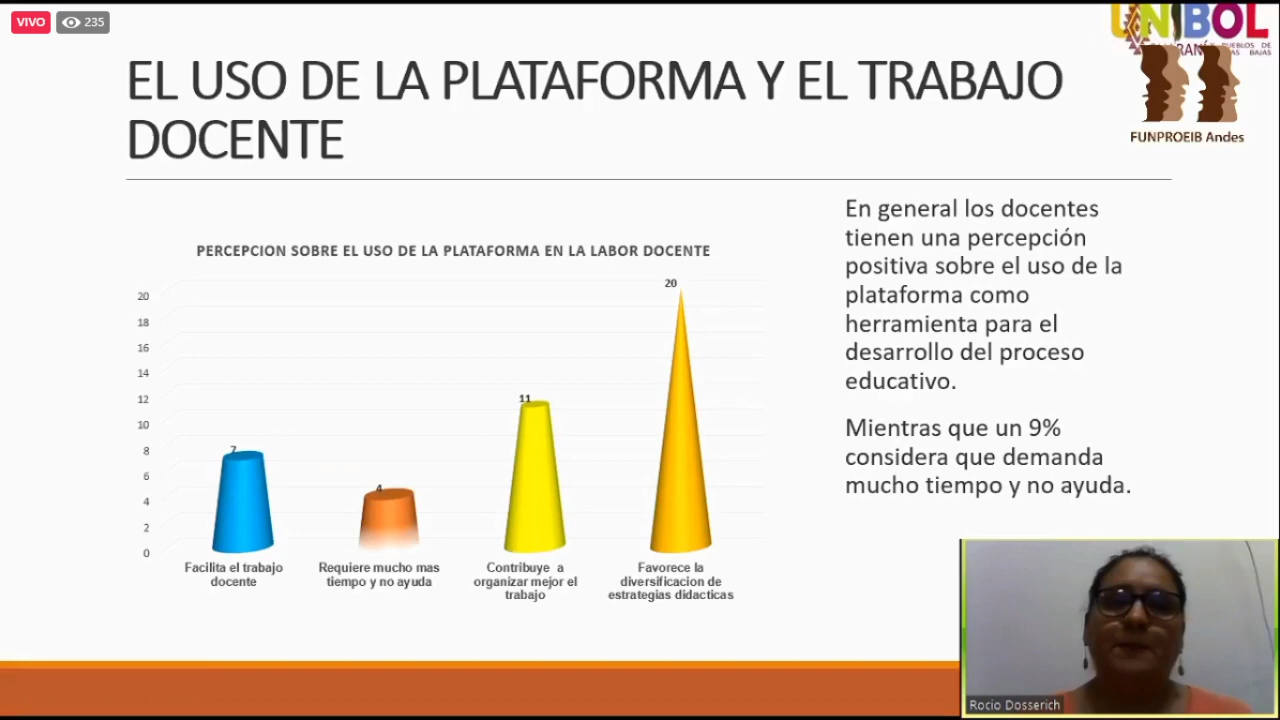 VIVO
235
UNIBOL
PUEBLOS DE
BAJAS
FUNPROEIB Andes
EL USO DE LA PLATAFORMA Y EL TRABAJO
DOCENTE
PERCEPCION SOBRE EL USO DE LA PLATAFORMA EN LA LABOR DOCENTE
20
18
16
14
12
10
8
6
4
2
0
7
4
11
20
Facilita el trabajo
docente
Requiere mucho mas
tiempo y no ayuda
Contribuye a
organizar mejor el
trabajo
Favorece la
diversificacion de
estrategias didacticas
En general los docentes
tienen una percepción
positiva sobre el uso de la
plataforma como
herramienta para el
desarrollo del proceso
educativo.
Mientras que un 9%
considera que demanda
mucho tiempo y no ayuda.
Rocio Dosserich